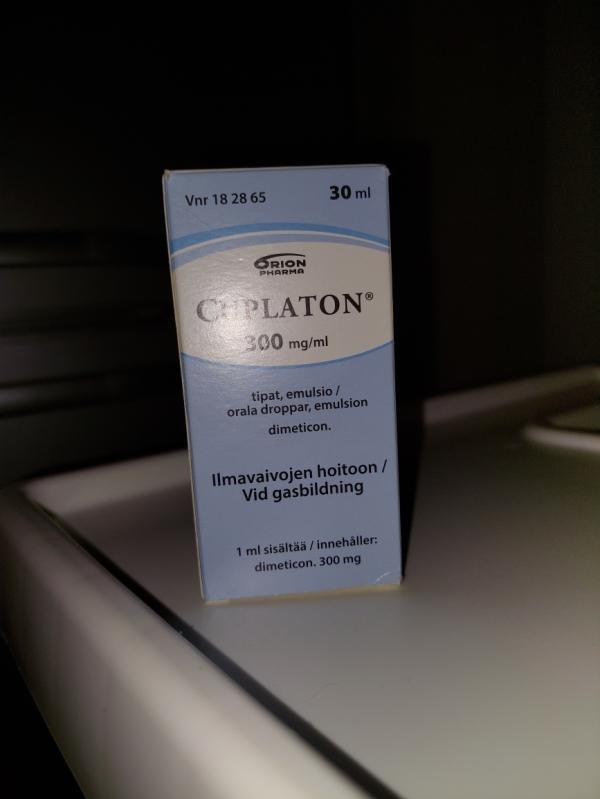 Vnr 18 28 65
30 ml
ORION
PHARMA
CUPLATON®
300 mg/ml
tipat, emulsio /
orala droppar, emulsion
dimeticon.
Ilmavaivojen hoitoon /
Vid gasbildning
1 ml sisältää / innehåller:
dimeticon. 300 mg